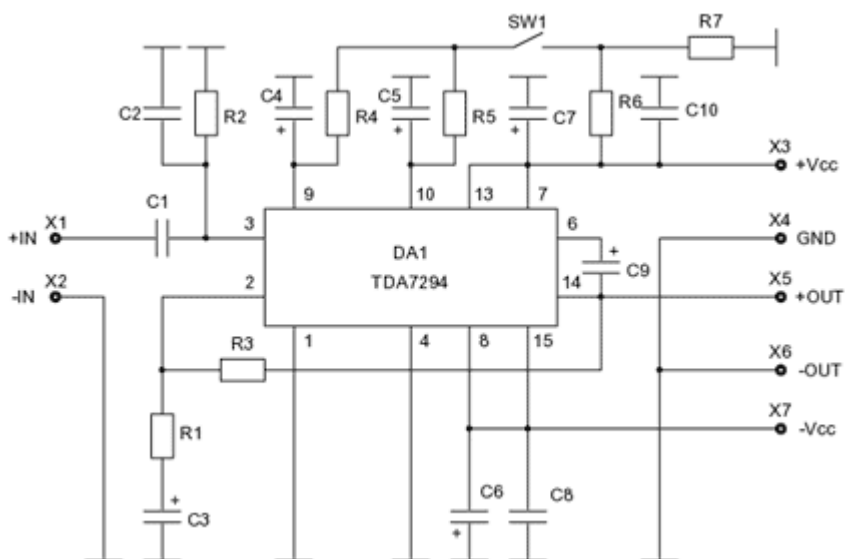 SW1
R7
C2
R2
C4
+
R4
C5
+
R5
C7
+
R6
C10
X3
+Vcc
9
10
13
7
C1
X1
+IN
3
6
X4
GND
DA1
TDA7294
+
C9
X2
-IN
2
14
X5
+OUT
1
4
8
15
R3
X6
-OUT
X7
-Vcc
R1
+
C3
C6
+
C8